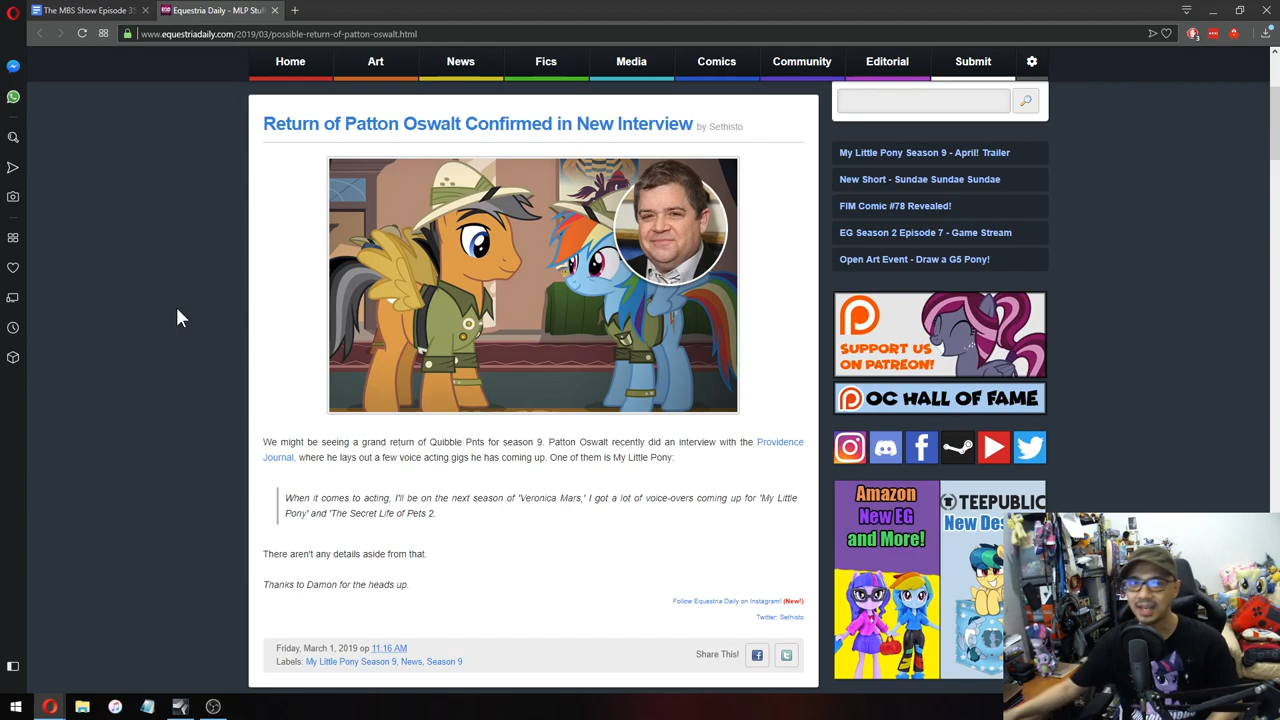 The MBS Show Episode 35
Equestria Daily - MLP Stuf
www.equestriadaily.com/2019/03/possible-return-of-patton-oswalt.html
3
Home
Art
News
Fics
Media
Comics
Community
Editorial
Submit
Return of Patton Oswalt Confirmed in New Interview by Sethisto
We might be seeing a grand return of Quibble Pnts for season 9. Patton Oswalt recently did an interview with the Providence
Journal, where he lays out a few voice acting gigs he has coming up. One of them is My Little Pony:
When it comes to acting, I'll be on the next season of 'Veronica Mars,' I got a lot of voice-overs coming up for 'My Little
Pony' and 'The Secret Life of Pets 2.
There aren't any details aside from that.
Thanks to Damon for the heads up.
Follow Equestria Daily on Instagram! (New!)
Twitter: Sethisto
Friday, March 1, 2019 op 11:16 AM
Labels: My Little Pony Season 9, News, Season 9
Share This!
My Little Pony Season 9 - April! Trailer
New Short - Sundae Sundae Sundae
FIM Comic #78 Revealed!
EG Season 2 Episode 7 - Game Stream
Open Art Event - Draw a G5 Pony!
SUPPORT US
ON PATREON!
OC HALL OF FAME
Amazon
New EG
and More!
TEEPUBLIC
New Des